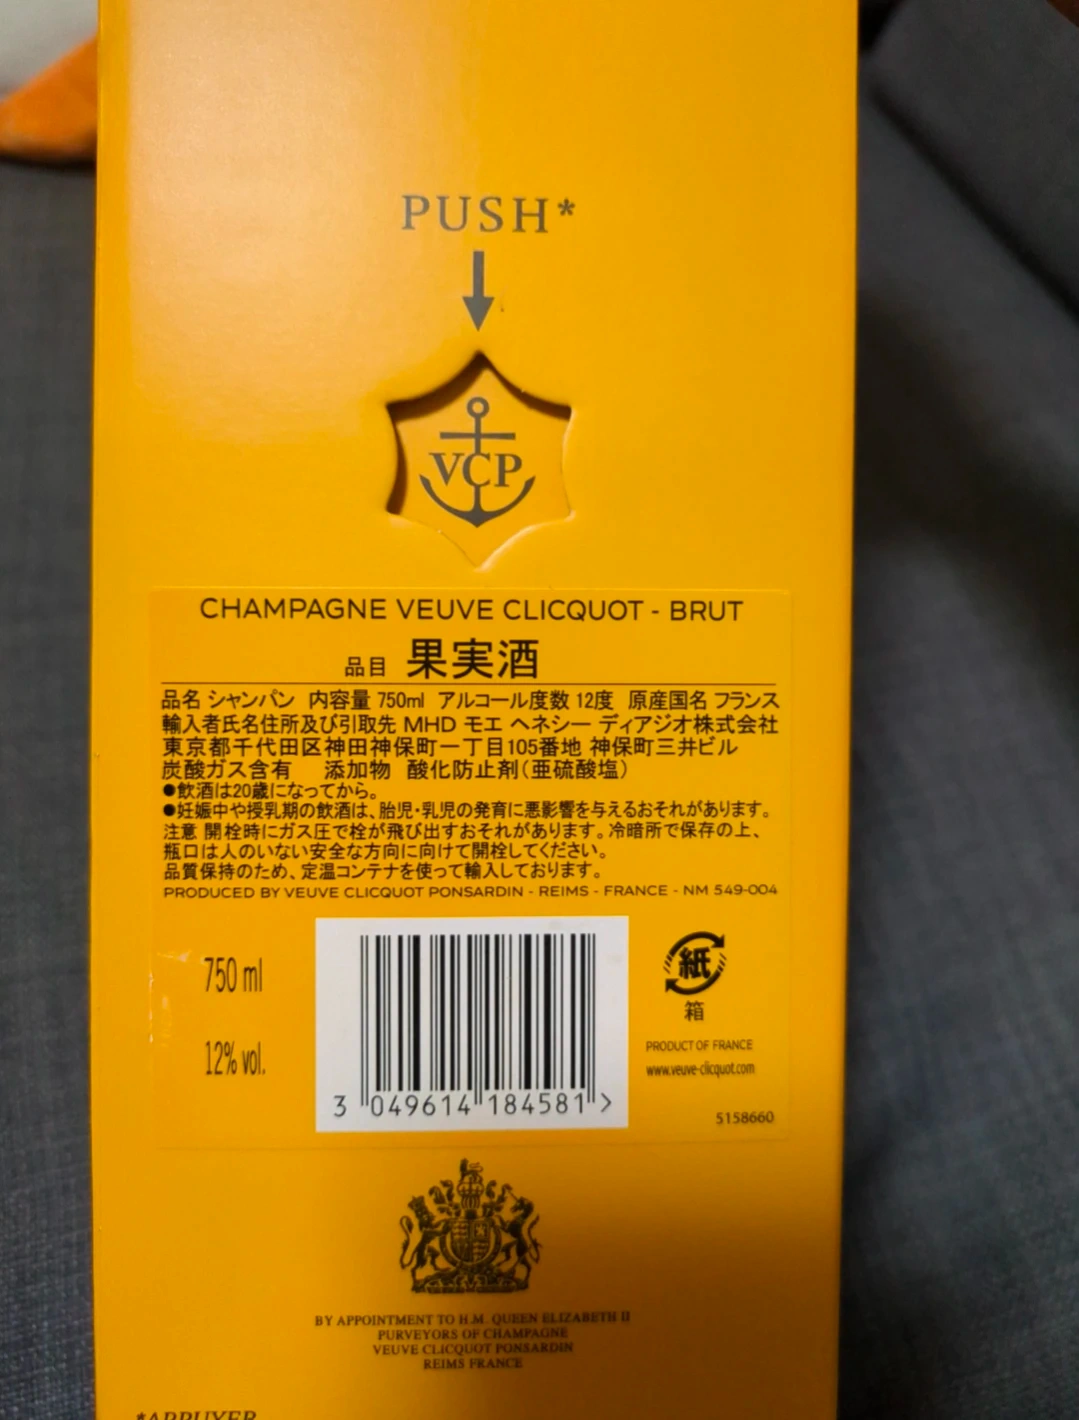 PUSH*
VCP
CHAMPAGNE VEUVE CLICQUOT - BRUT
品目 果実酒
品名 シャンパン 内容量 750ml アルコール度数 12度 原産国名 フランス
輸入者氏名住所及び引取先 MHD モエ ヘネシー ディアジオ株式会社
東京都千代田区神田神保町一丁目105番地 神保町三井ビル
炭酸ガス含有 添加物 酸化防止剤(亜硫酸塩)
●飲酒は20歳になってから。
●妊娠中や授乳期の飲酒は、胎児・乳児の発育に悪影響を与えるおそれがあります。
注意 開栓時にガス圧で栓が飛び出すおそれがあります。冷暗所で保存の上、
瓶口は人のいない安全な方向に向けて開栓してください。
品質保持のため、定温コンテナを使って輸入しております。
PRODUCED BY VEUVE CLICQUOT PONSARDIN - REIMS - FRANCE - NM 549-004
750 ml
12% vol.
3 049614 184581 >
紙
箱
PRODUCT OF FRANCE
www.veuve-clicquot.com
5158660
BY APPOINTMENT TO H.M. QUEEN ELIZABETH II
PURVEYORS OF CHAMPAGNE
VEUVE CLICQUOT PONSARDIN
REIMS FRANCE
*APPUYER